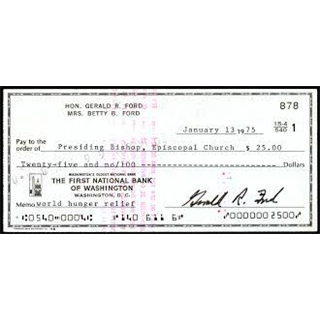 HON. GERALD R. FORD
MRS. BETTY B. FORD
878
January 13 1975
15-4
540
1
Pay to the order of Presiding Bishop, Episcopal Church $ 25.00
Twenty-five and no/100 Dollars
WASHINGTON'S OLDEST NATIONAL BANK
THE FIRST NATIONAL BANK
OF WASHINGTON
WASHINGTON, D. C.
Memo world hunger relief
Gerald R. Ford
0540 0004 140 611 6 0000002500